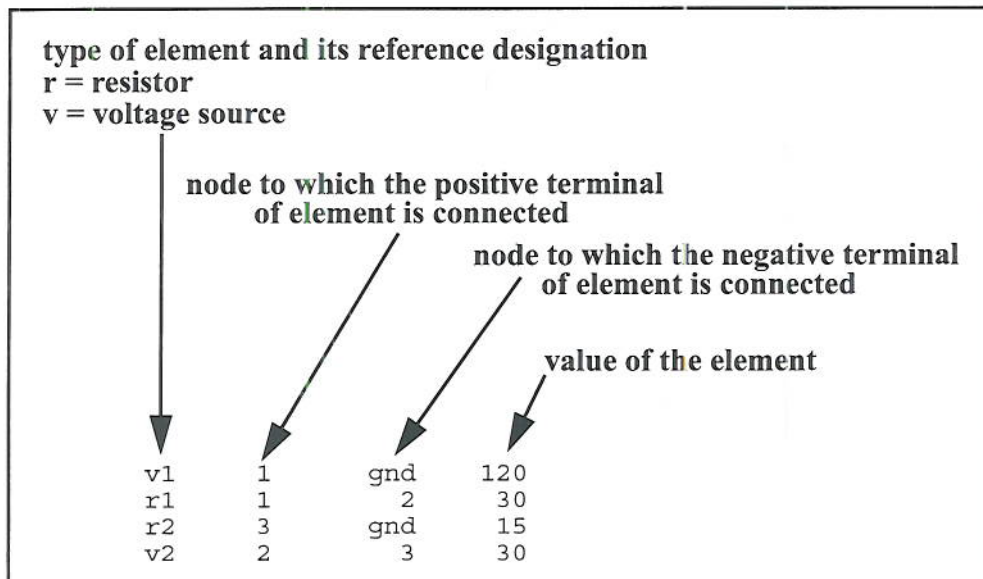 type of element and its reference designation
r = resistor
v = voltage source
node to which the positive terminal
of element is connected
node to which the negative terminal
of element is connected
value of the element
v1 1 gnd 120
r1 1 2 30
r2 3 gnd 15
v2 2 3 30